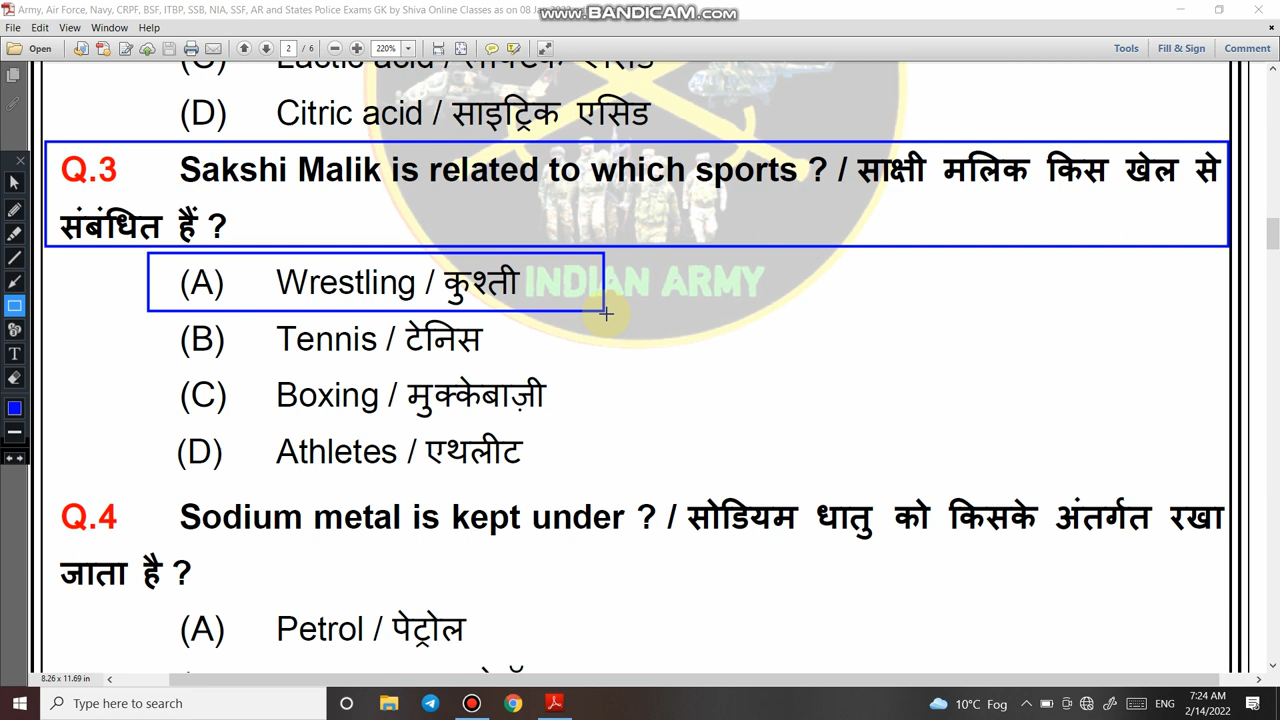 Army, Air Force, Navy, CRPF, BSF, ITBP, SSB, NIA, SSF, AR and States Police Exams GK by Shiva Online Classes as on 08 Jan
www.BANDICAM.com
File Edit View Window Help
Open 2 / 6 220% Tools Fill & Sign Comment
(C) Lactic acid / लैक्टिक एसिड
(D) Citric acid / साइट्रिक एसिड
Q.3 Sakshi Malik is related to which sports ? / साक्षी मलिक किस खेल से
संबंधित हैं ?
(A) Wrestling / कुश्ती
INDIAN ARMY
(B) Tennis / टेनिस
(C) Boxing / मुक्केबाज़ी
(D) Athletes / एथलीट
Q.4 Sodium metal is kept under ? / सोडियम धातु को किसके अंतर्गत रखा
जाता है ?
(A) Petrol / पेट्रोल
8.26 x 11.69 in
Type here to search
10°C Fog
ENG
7:24 AM
2/14/2022